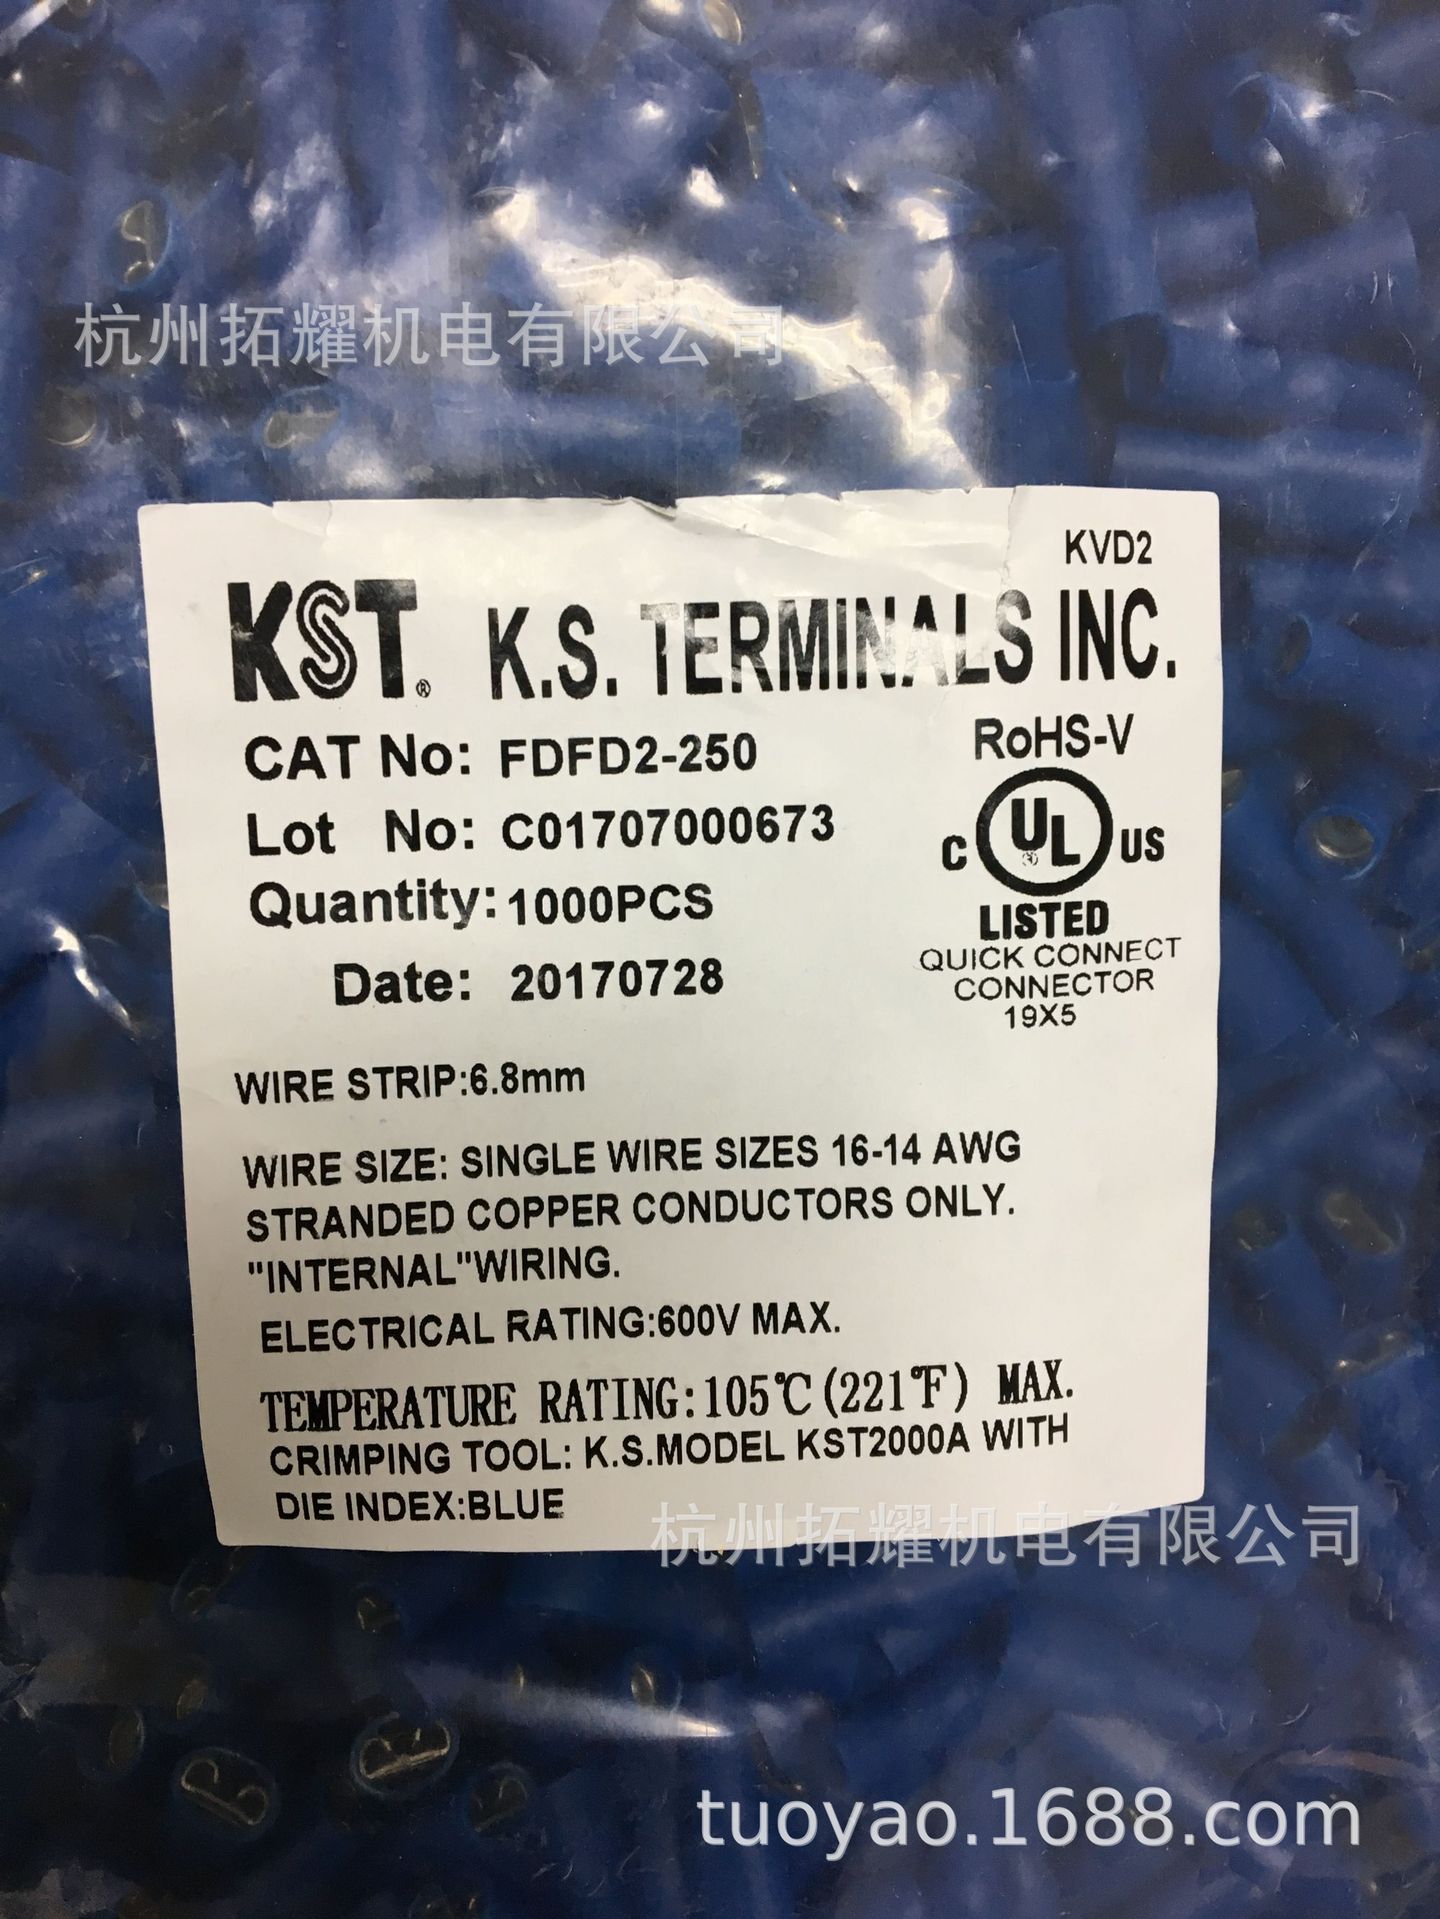 杭州拓耀机电有限公司
KVD2
KST® K.S. TERMINALS INC.
CAT No: FDFD2-250
RoHS-V
Lot No: C01707000673
C UL US
Quantity: 1000PCS
LISTED
QUICK CONNECT
CONNECTOR
19X5
Date: 20170728
WIRE STRIP:6.8mm
WIRE SIZE: SINGLE WIRE SIZES 16-14 AWG
STRANDED COPPER CONDUCTORS ONLY.
"INTERNAL"WIRING.
ELECTRICAL RATING:600V MAX.
TEMPERATURE RATING:105℃(221℉) MAX.
CRIMPING TOOL: K.S.MODEL KST2000A WITH
DIE INDEX:BLUE
杭州拓耀机电有限公司
tuoyao.1688.com